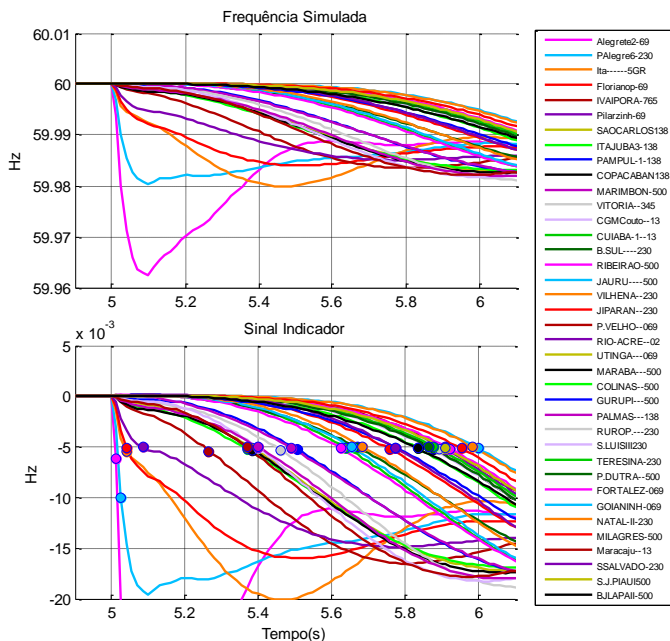 Frequência Simulada
60.01
60
59.99
59.98
59.97
59.96
Hz
5
5.2
5.4
5.6
5.8
6
Sinal Indicador
x 10
-3
5
0
-5
-10
-15
-20
Hz
5
5.2
5.4
5.6
5.8
6
Tempo(s)
Alegrete2-69
PAlegre6-230
Ita------5GR
Florianop-69
IVAIPORA-765
Pilarzinh-69
SAOCARLOS138
ITAJUBA3-138
PAMPUL-1-138
COPACABAN138
MARIMBON-500
VITORIA--345
CGMCouto--13
CUIABA-1--13
B.SUL----230
RIBEIRAO-500
JAURU----500
VILHENA--230
JIPARAN--230
P.VELHO--069
RIO-ACRE--02
UTINGA---069
MARABA---500
COLINAS--500
GURUPI---500
PALMAS---138
RUROP.---230
S.LUISIII230
TERESINA-230
P.DUTRA--500
FORTALEZ-069
GOIANINH-069
NATAL-II-230
MILAGRES-500
Maracaju--13
SSALVADO-230
S.J.PIAUI500
BJLAPAII-500